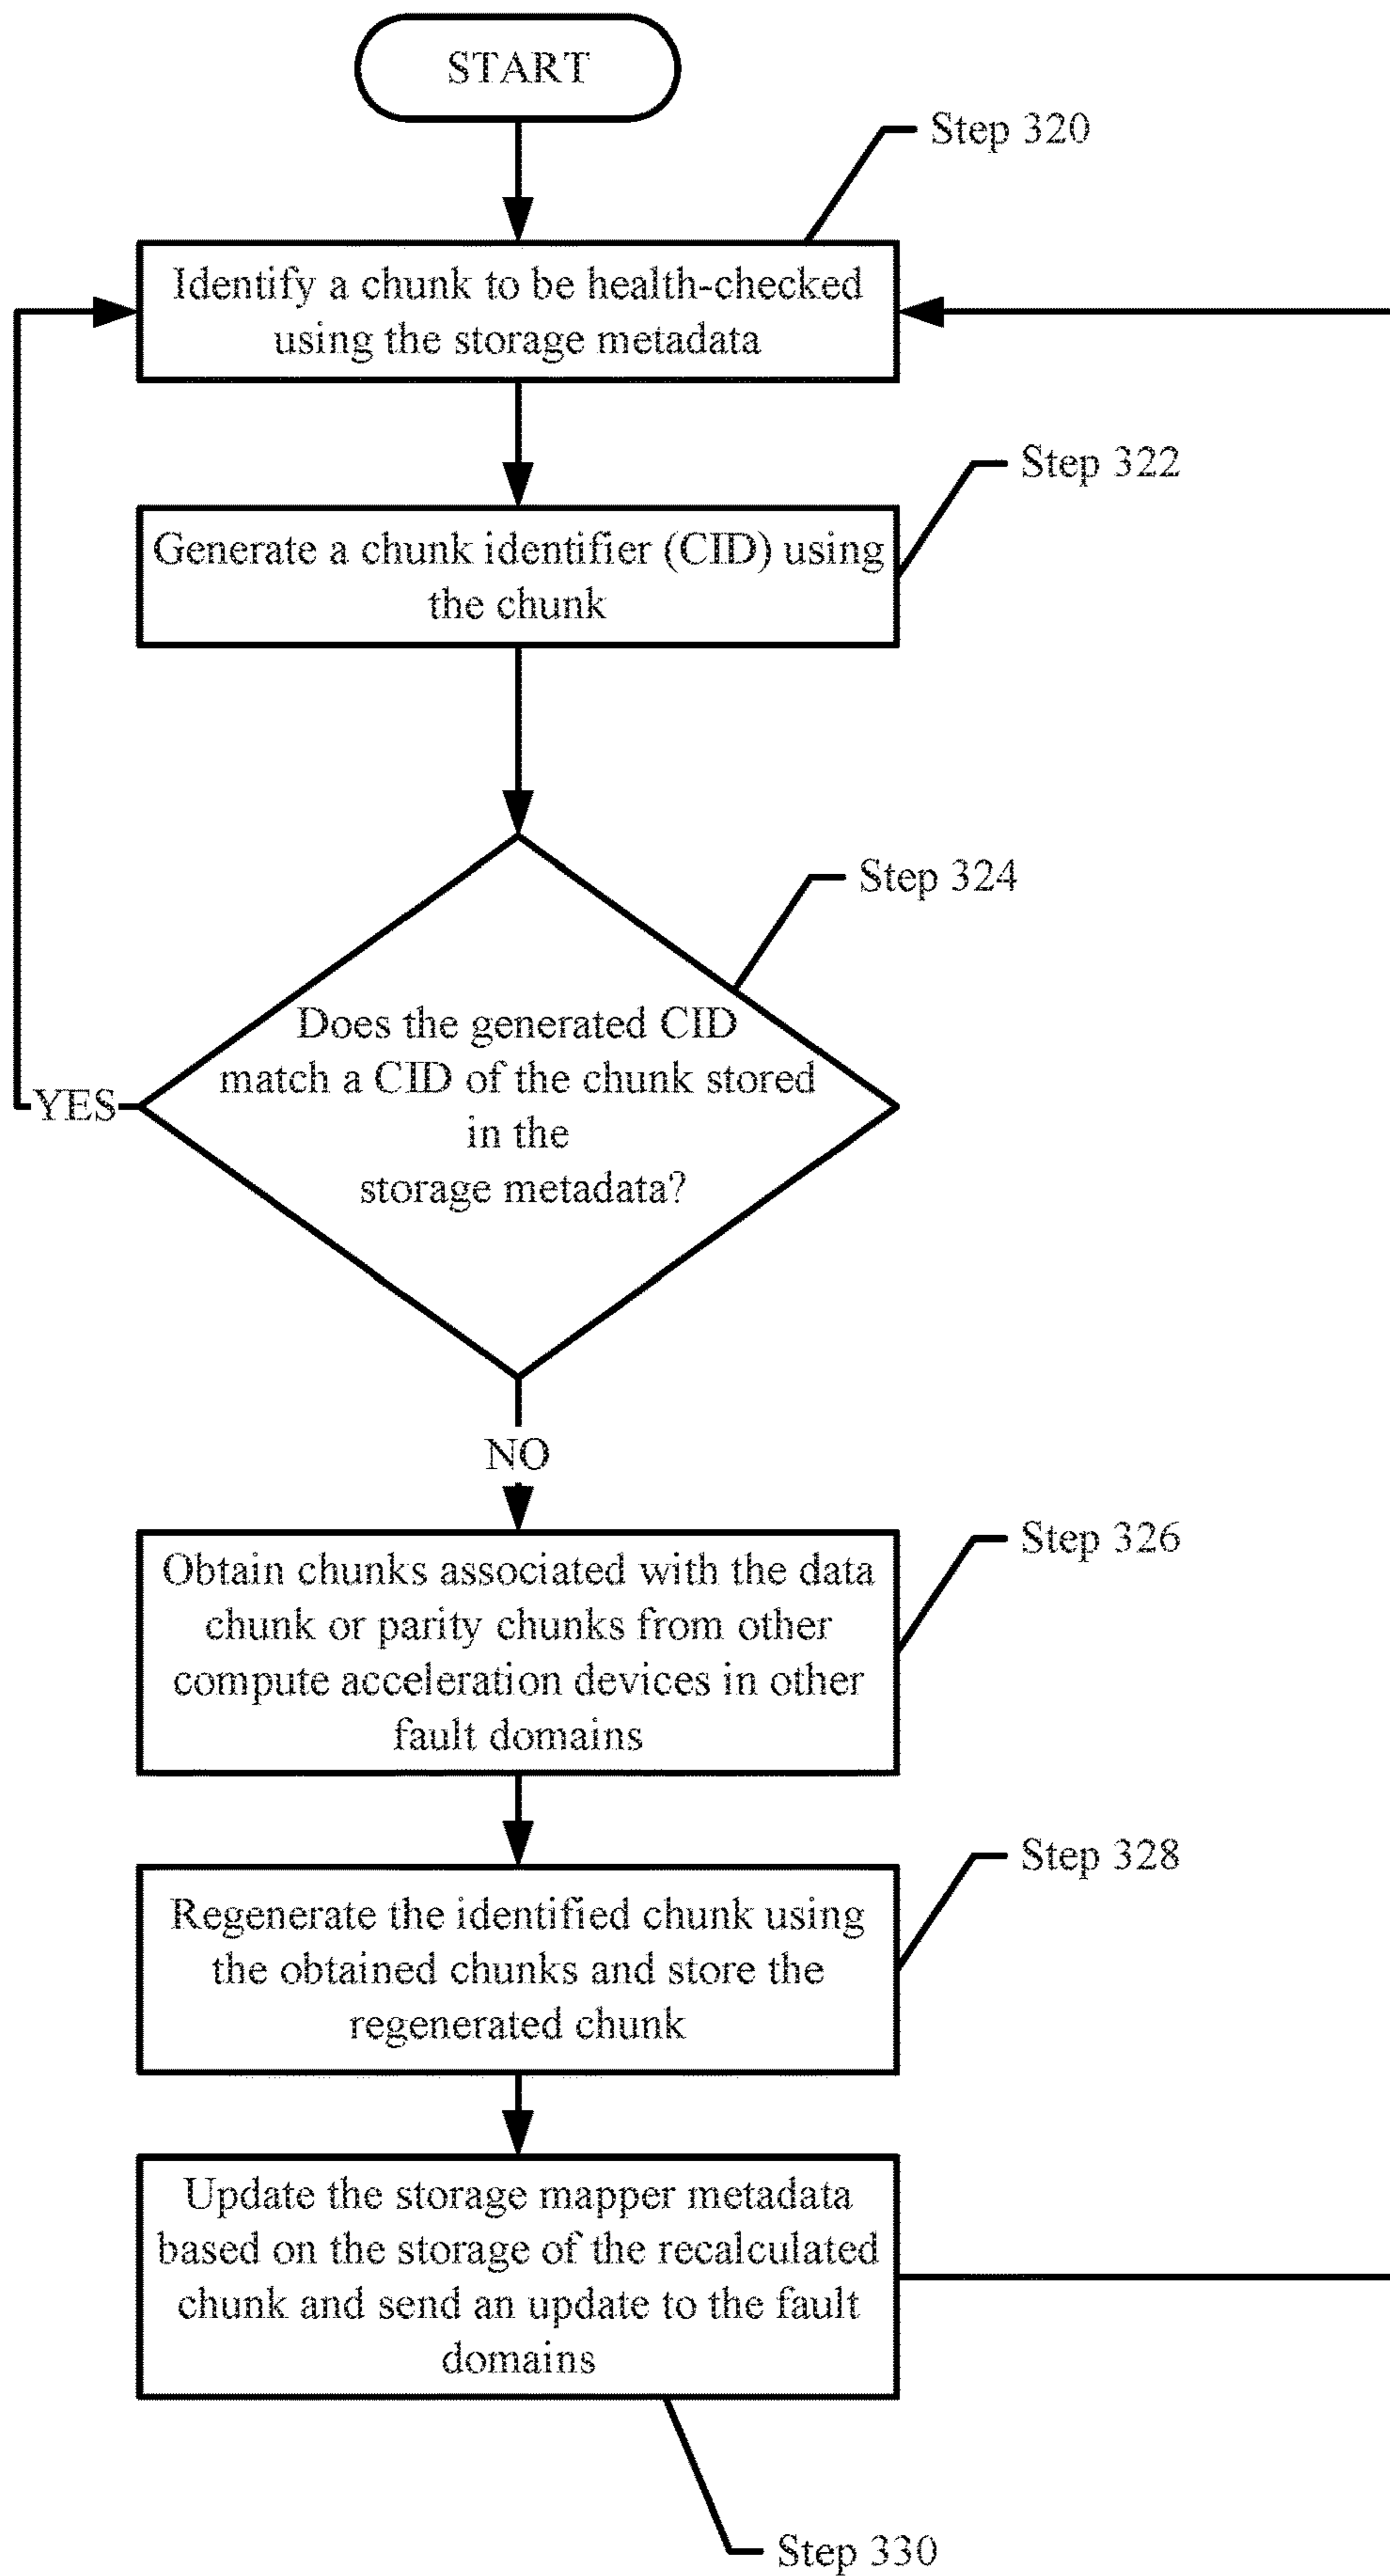 START
Step 320
Identify a chunk to be health-checked
using the storage metadata
Step 322
Generate a chunk identifier (CID) using
the chunk
Step 324
Does the generated CID
match a CID of the chunk stored
in the
storage metadata?
YES
NO
Step 326
Obtain chunks associated with the data
chunk or parity chunks from other
compute acceleration devices in other
fault domains
Step 328
Regenerate the identified chunk using
the obtained chunks and store the
regenerated chunk
Update the storage mapper metadata
based on the storage of the recalculated
chunk and send an update to the fault
domains
Step 330